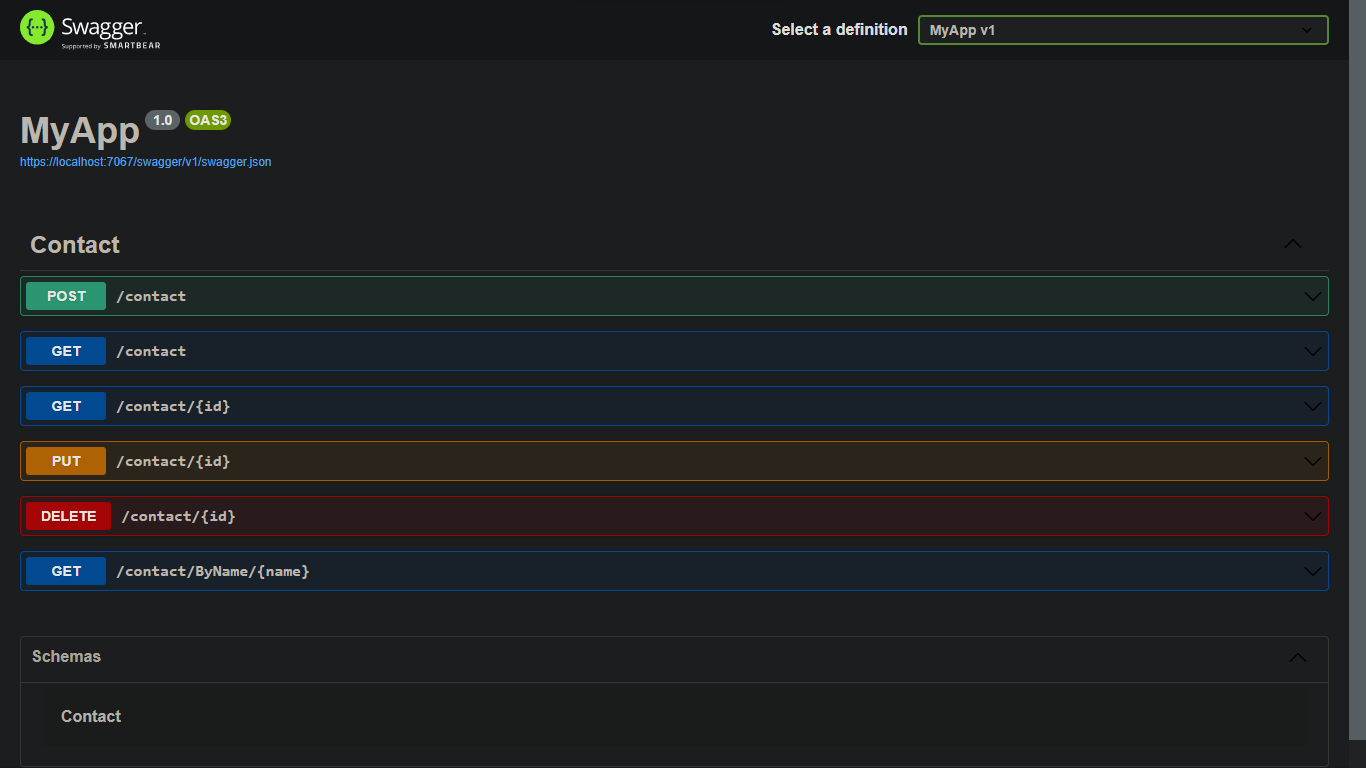 {···} Swagger
Supported by SMARTBEAR
Select a definition
MyApp v1
MyApp 1.0 OAS3
https://localhost:7067/swagger/v1/swagger.json
Contact
POST /contact
GET /contact
GET /contact/{id}
PUT /contact/{id}
DELETE /contact/{id}
GET /contact/ByName/{name}
Schemas
Contact